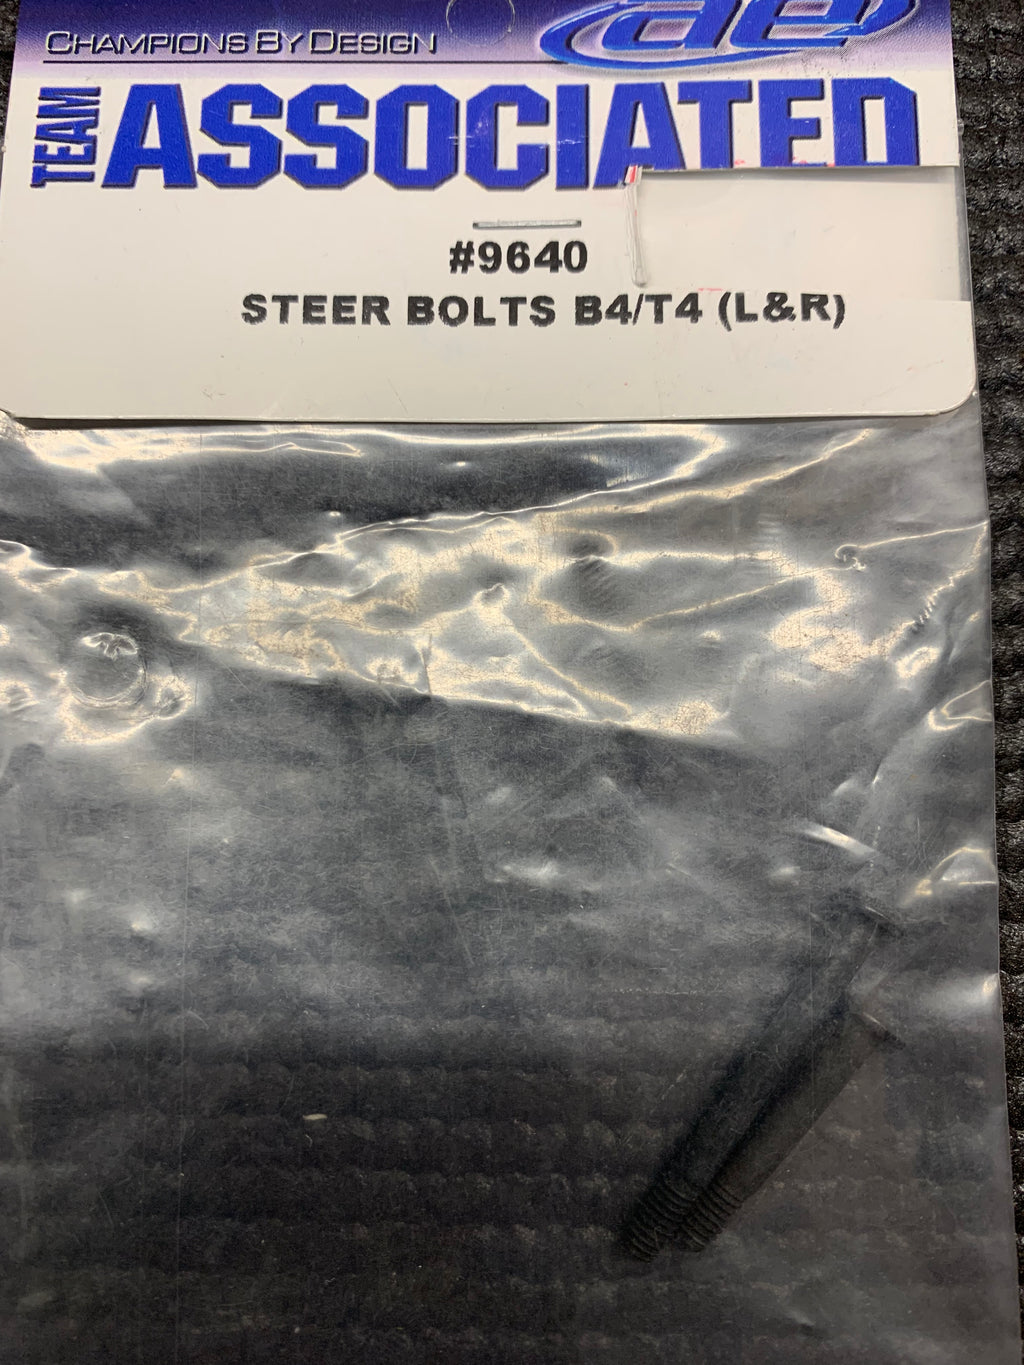 CHAMPIONS BY DESIGN
ae
TEAM ASSOCIATED
#9640
STEER BOLTS B4/T4 (L&R)